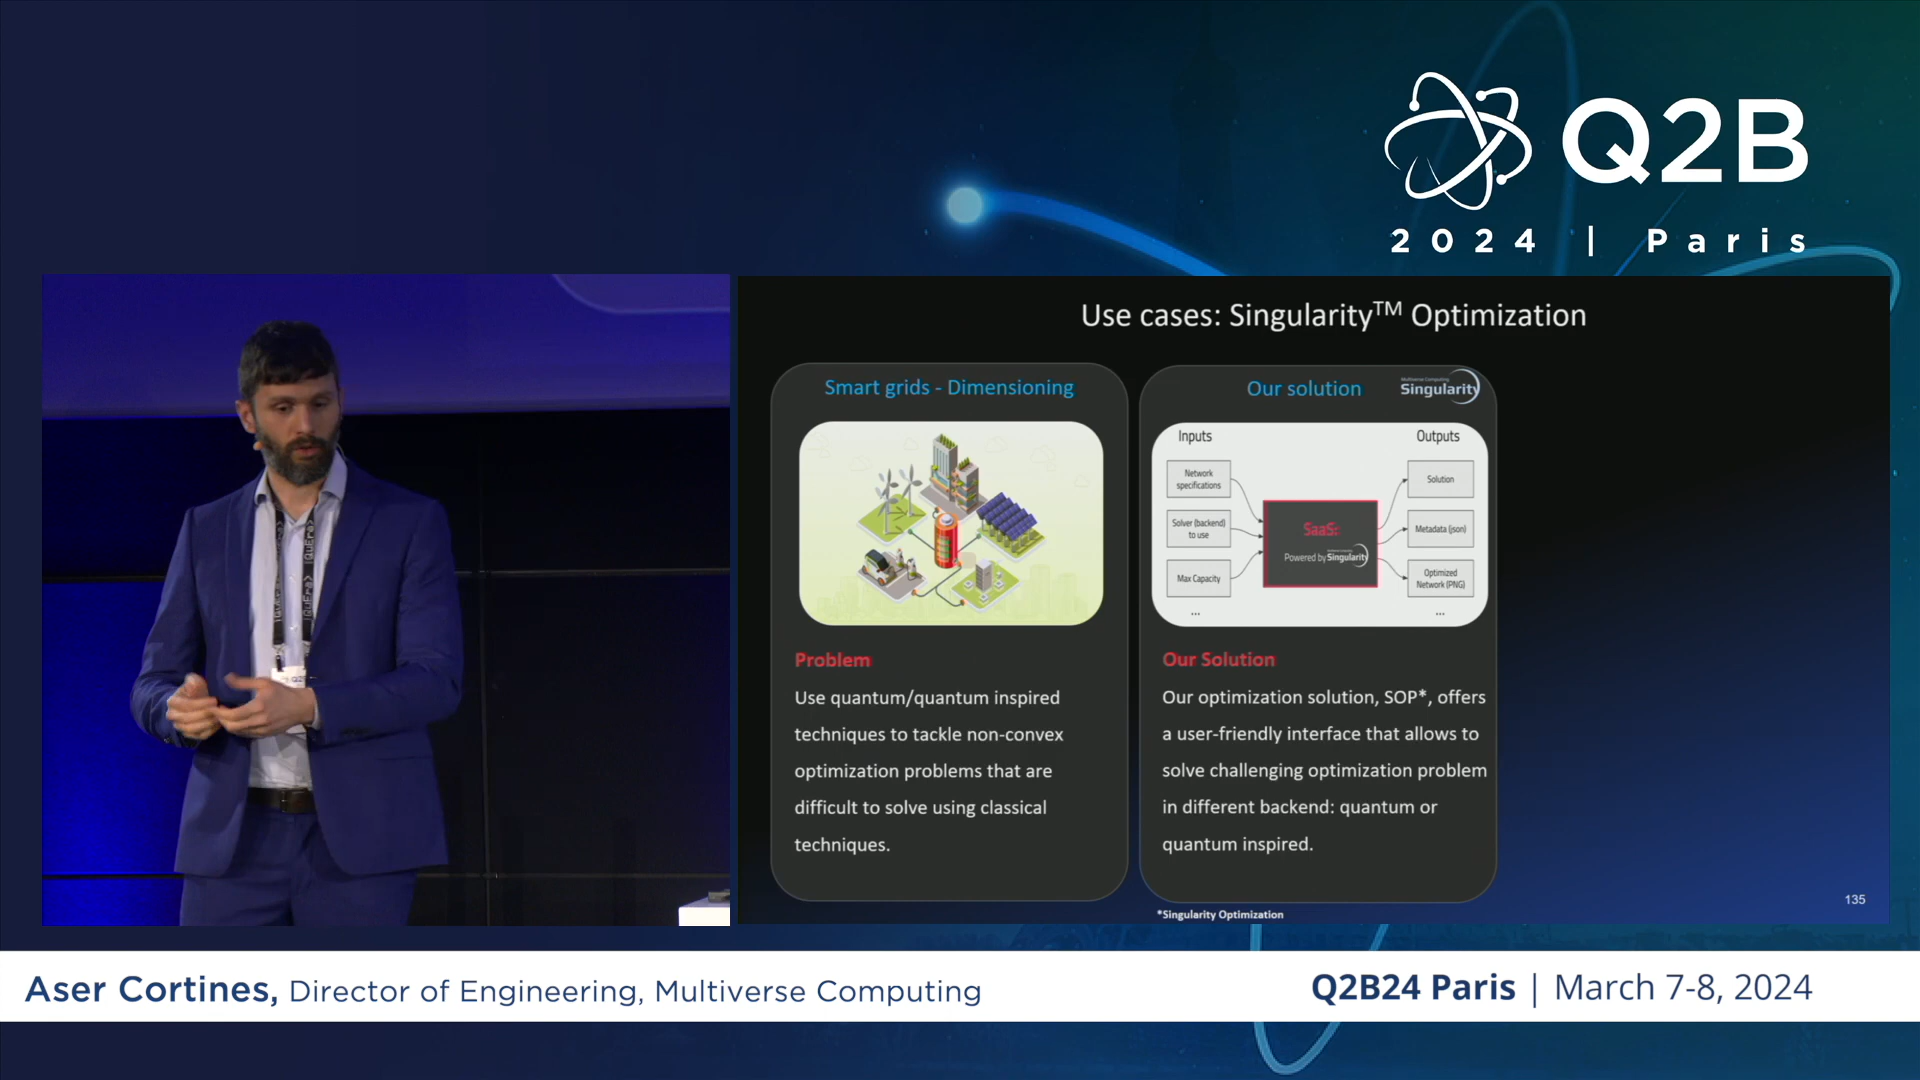 Q2B
2024 | Paris
Use cases: Singularity™ Optimization
Smart grids - Dimensioning
Problem
Use quantum/quantum inspired
techniques to tackle non-convex
optimization problems that are
difficult to solve using classical
techniques.
Our solution
Multiverse Computing
Singularity
Inputs
Outputs
Network
specifications
Solver (backend)
to use
Max Capacity
...
SaaS:
Powered by Singularity
Solution
Metadata (json)
Optimized
Network (PNG)
...
Our Solution
Our optimization solution, SOP*, offers
a user-friendly interface that allows to
solve challenging optimization problem
in different backend: quantum or
quantum inspired.
*Singularity Optimization
135
QuEra
Q2B
Aser Cortines, Director of Engineering, Multiverse Computing
Q2B24 Paris | March 7-8, 2024